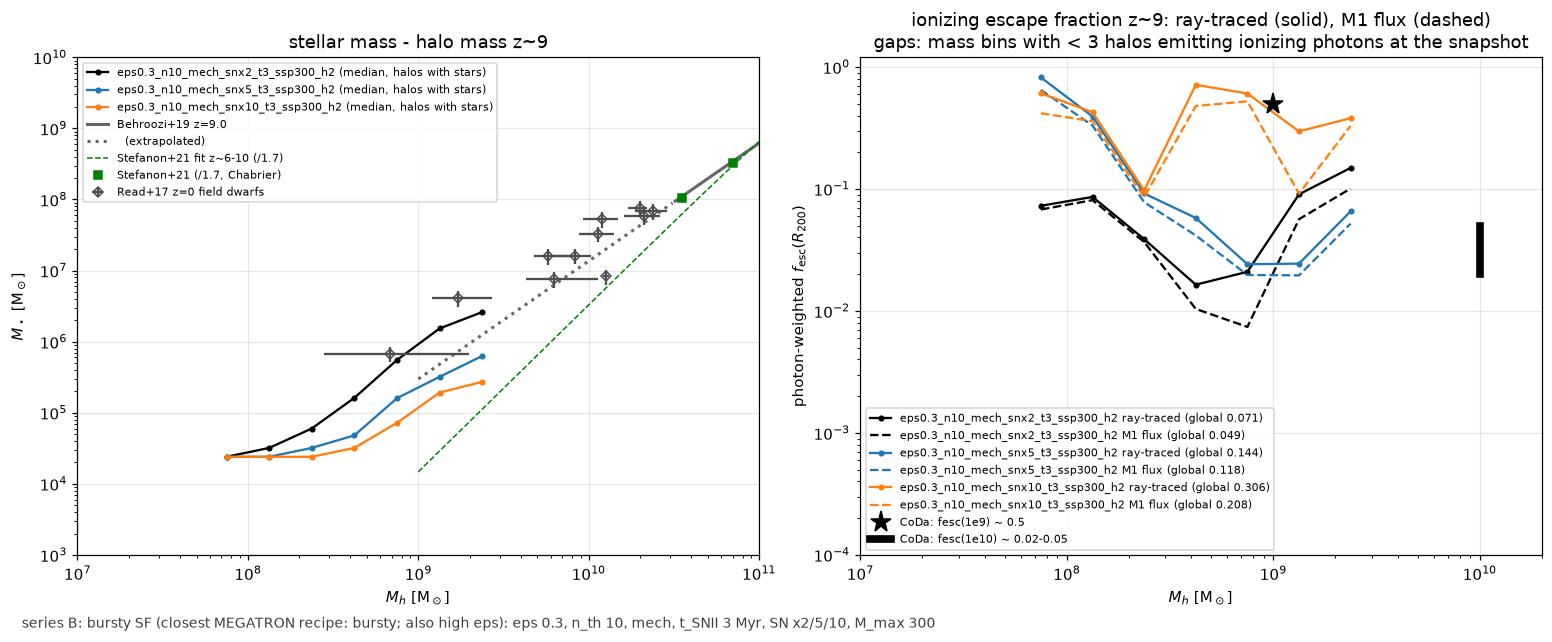 stellar mass - halo mass z~9
10^10
10^9
10^8
10^7
10^6
10^5
10^4
10^3
M⋆ [M⊙]
eps0.3_n10_mech_snx2_t3_ssp300_h2 (median, halos with stars)
eps0.3_n10_mech_snx5_t3_ssp300_h2 (median, halos with stars)
eps0.3_n10_mech_snx10_t3_ssp300_h2 (median, halos with stars)
Behroozi+19 z=9.0
(extrapolated)
Stefanon+21 fit z~6-10 (/1.7)
Stefanon+21 (/1.7, Chabrier)
Read+17 z=0 field dwarfs
10^7 10^8 10^9 10^10 10^11
M_h [M⊙]
ionizing escape fraction z~9: ray-traced (solid), M1 flux (dashed)
gaps: mass bins with < 3 halos emitting ionizing photons at the snapshot
10^0
10^-1
10^-2
10^-3
10^-4
photon-weighted f_esc(R_200)
eps0.3_n10_mech_snx2_t3_ssp300_h2 ray-traced (global 0.071)
eps0.3_n10_mech_snx2_t3_ssp300_h2 M1 flux (global 0.049)
eps0.3_n10_mech_snx5_t3_ssp300_h2 ray-traced (global 0.144)
eps0.3_n10_mech_snx5_t3_ssp300_h2 M1 flux (global 0.118)
eps0.3_n10_mech_snx10_t3_ssp300_h2 ray-traced (global 0.306)
eps0.3_n10_mech_snx10_t3_ssp300_h2 M1 flux (global 0.208)
CoDa: fesc(1e9) ~ 0.5
CoDa: fesc(1e10) ~ 0.02-0.05
10^7 10^8 10^9 10^10
M_h [M⊙]
series B: bursty SF (closest MEGATRON recipe: bursty; also high eps): eps 0.3, n_th 10, mech, t_SNII 3 Myr, SN x2/5/10, M_max 300